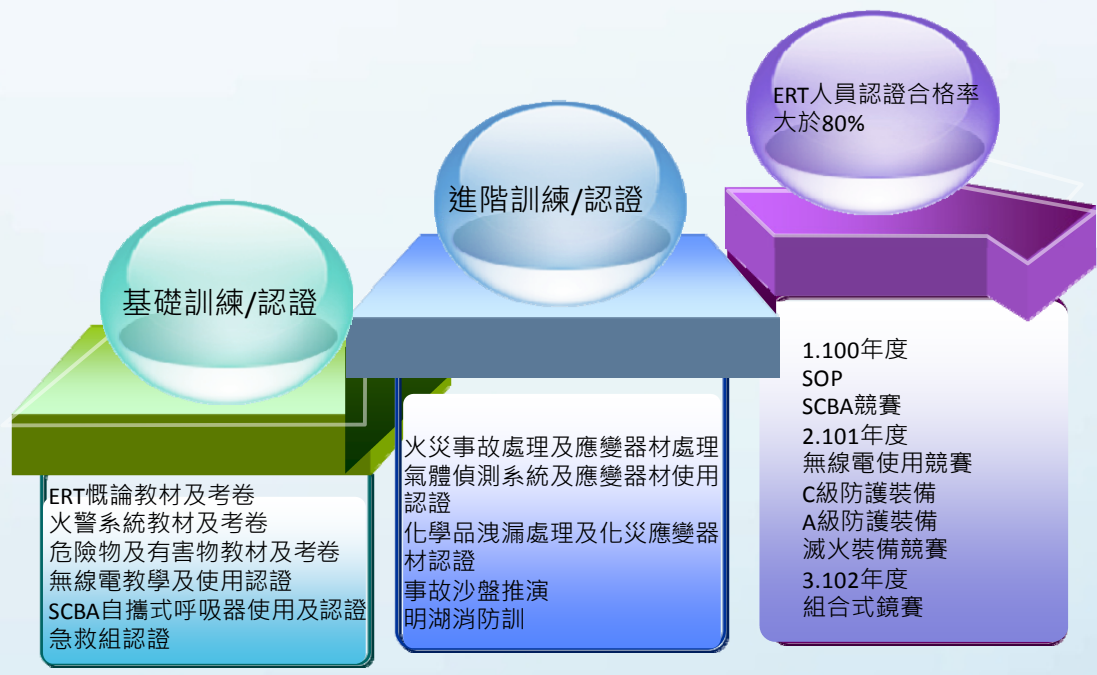 基礎訓練/認證
ERT慨論教材及考卷
火警系統教材及考卷
危險物及有害物教材及考卷
無線電教學及使用認證
SCBA自攜式呼吸器使用及認證
急救組認證
進階訓練/認證
火災事故處理及應變器材處理
氣體偵測系統及應變器材使用
認證
化學品洩漏處理及化災應變器
材認證
事故沙盤推演
明湖消防訓
ERT人員認證合格率
大於80%
1.100年度
SOP
SCBA競賽
2.101年度
無線電使用競賽
C級防護裝備
A級防護裝備
滅火裝備競賽
3.102年度
組合式鏡賽